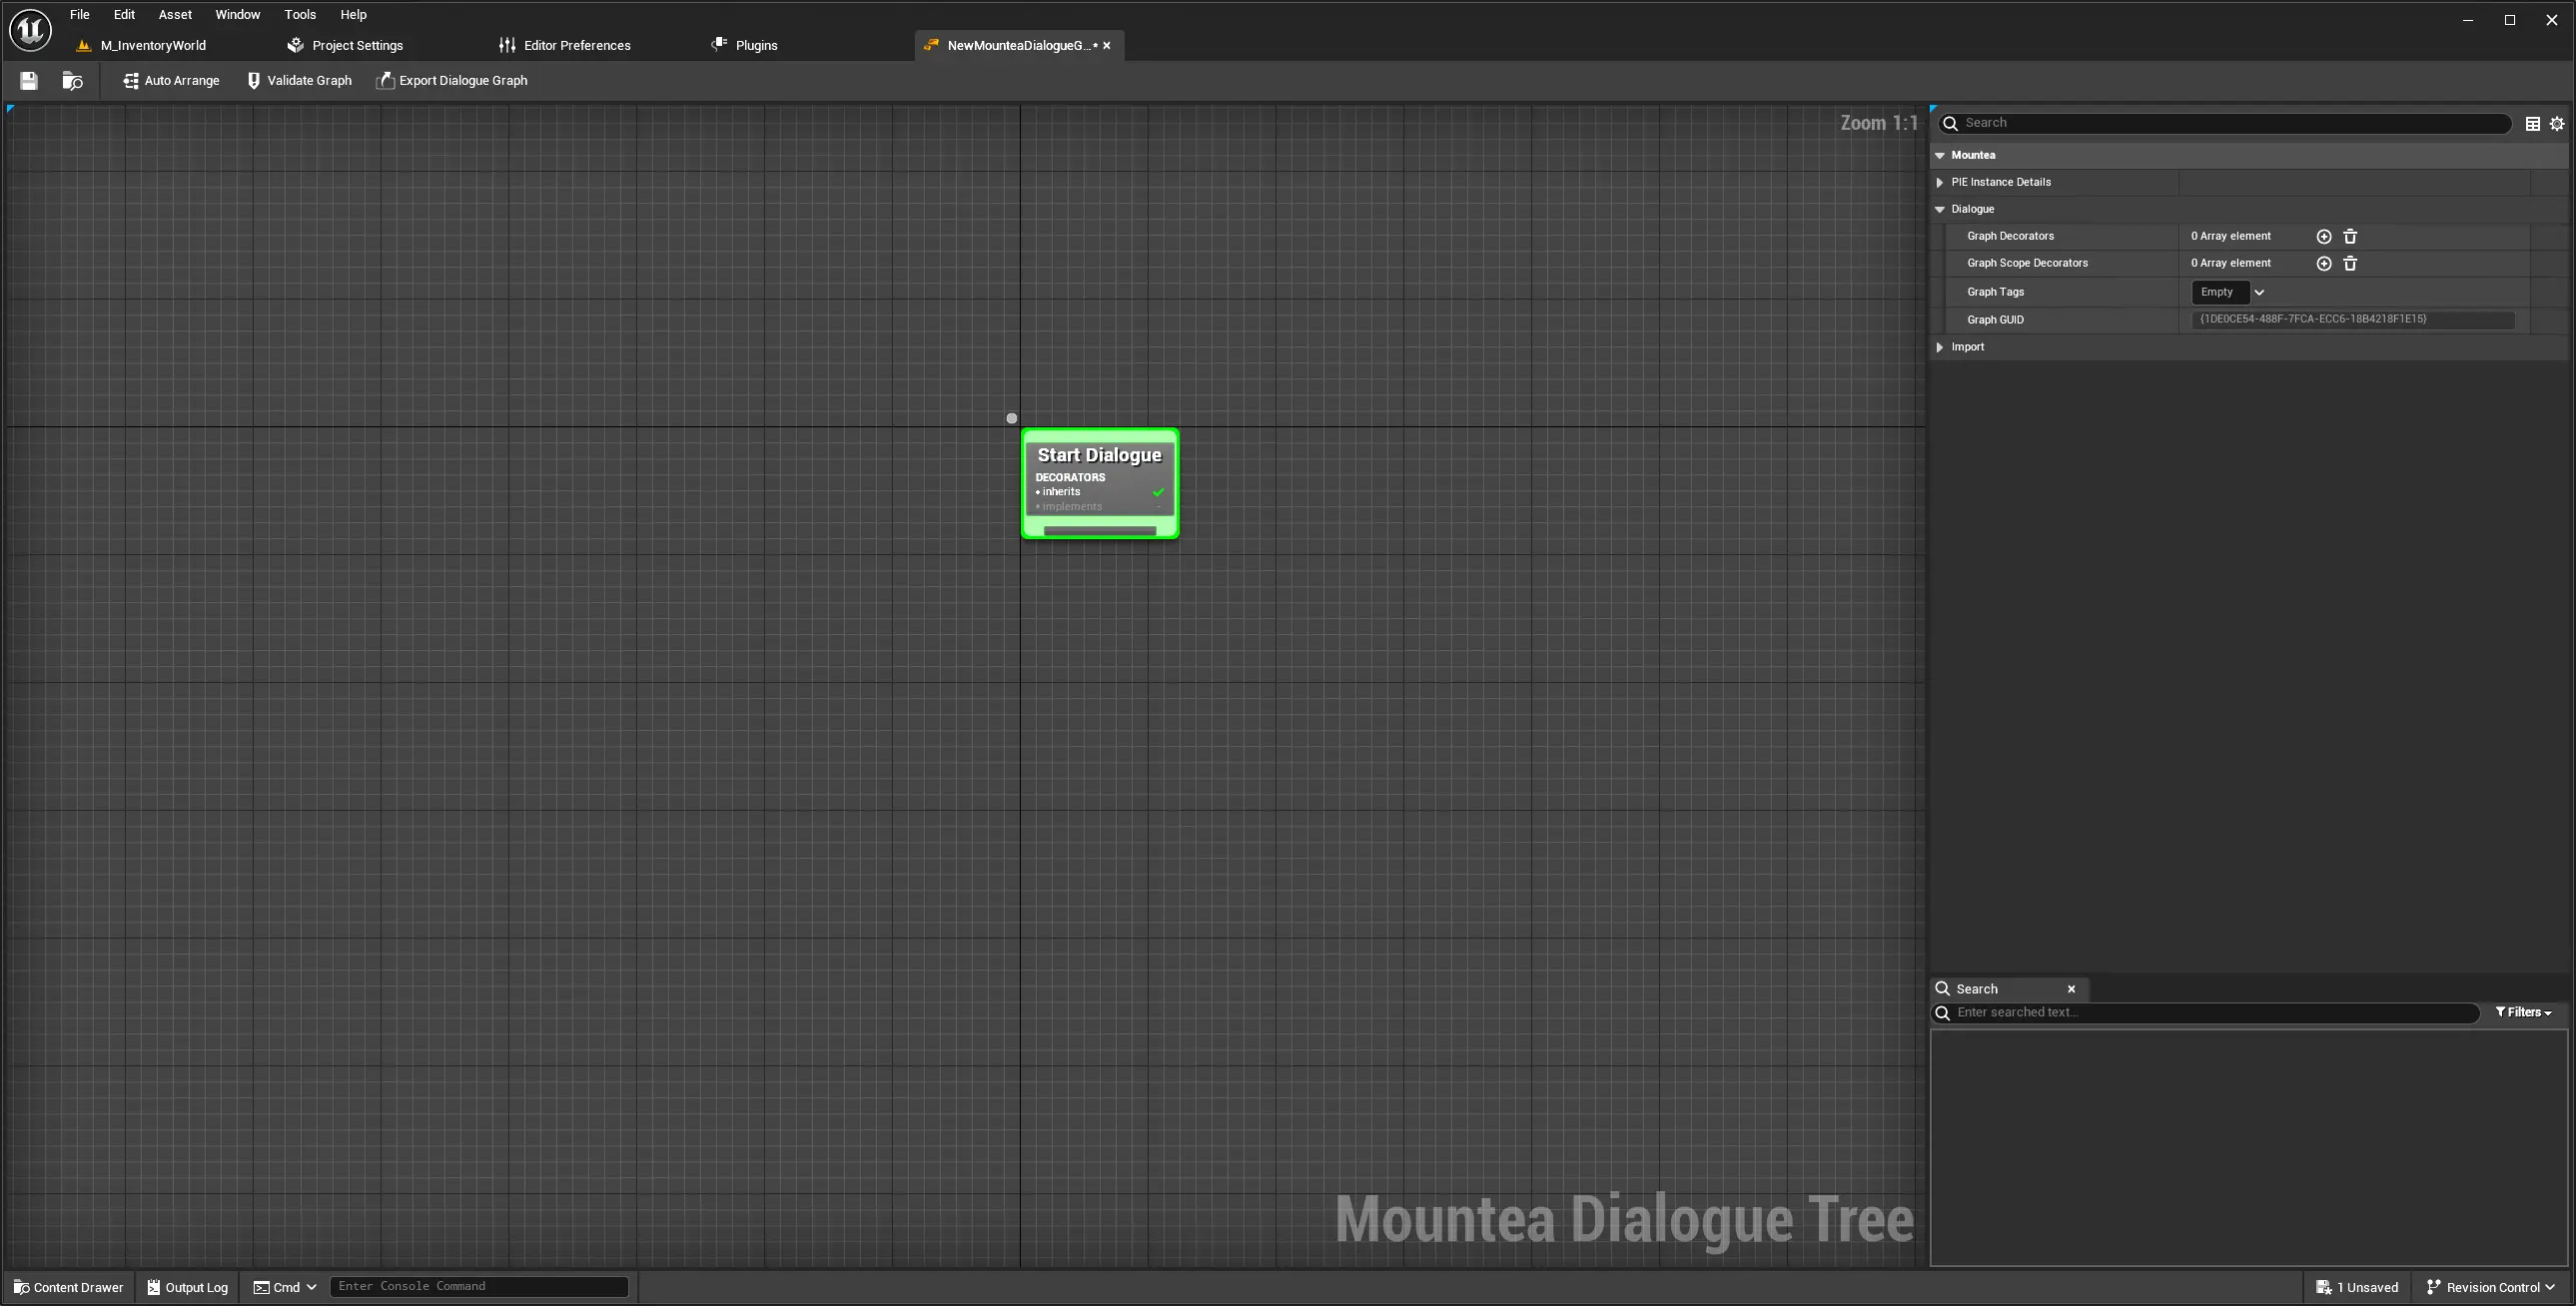 File Edit Asset Window Tools Help
M_InventoryWorld Project Settings Editor Preferences Plugins NewMounteaDialogueG...•
Auto Arrange Validate Graph Export Dialogue Graph
Zoom 1:1
Search
Mountea
PIE Instance Details
Dialogue
Graph Decorators 0 Array element
Graph Scope Decorators 0 Array element
Graph Tags Empty
Graph GUID {1DE0CE54-488F-7FCA-ECC6-18B4218F1E15}
Import
Start Dialogue
DECORATORS
• inherits
• implements -
Search
Enter searched text... Filters
Mountea Dialogue Tree
Content Drawer Output Log Cmd Enter Console Command 1 Unsaved Revision Control